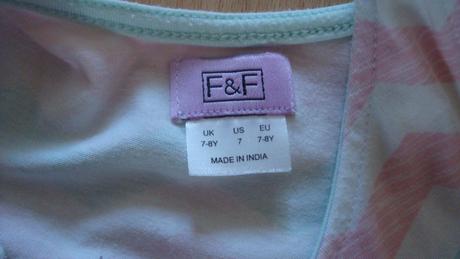 F&F
UK US EU
7-8Y 7 7-8Y
MADE IN INDIA